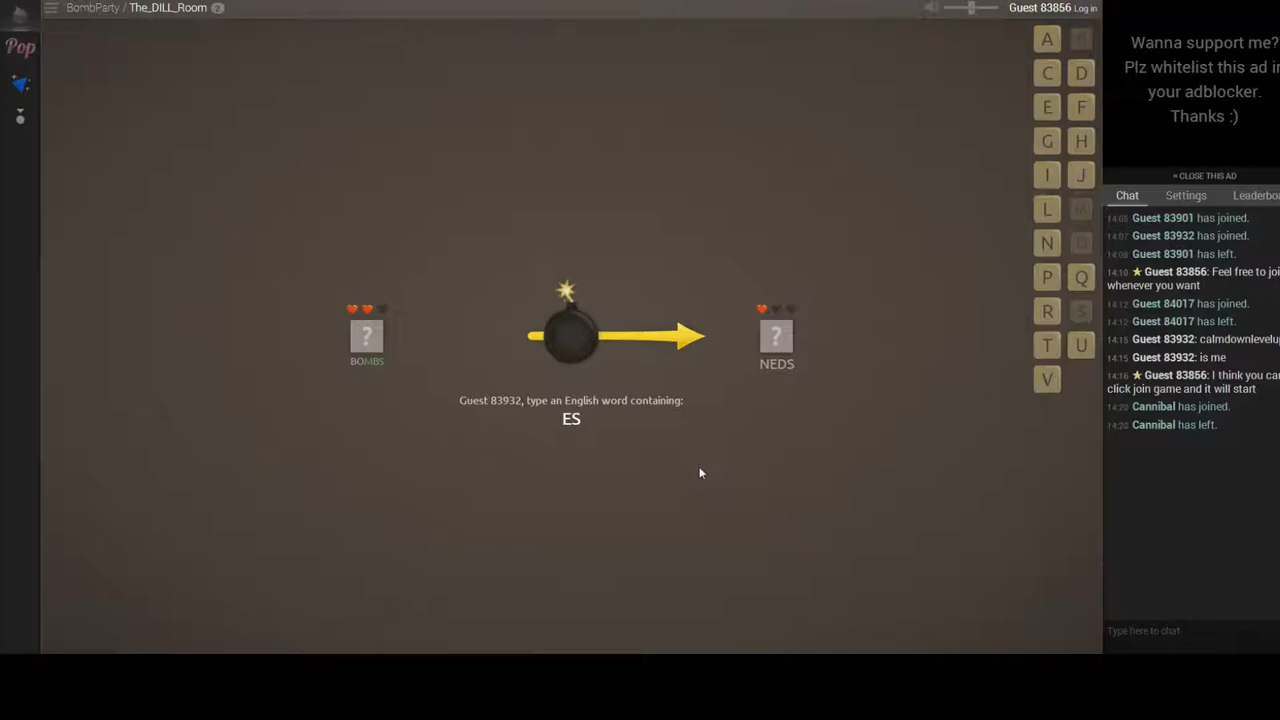 BombParty / The_DILL_Room 2
Guest 83856 Log in
Pop
A
C D
E F
G H
I J
L M
N O
P Q
R S
T U
V
BOMBS
NEDS
Guest 83932, type an English word containing:
ES
Wanna support me?
Plz whitelist this ad in
your adblocker.
Thanks :)
× CLOSE THIS AD
Chat Settings Leaderbo
14:05 Guest 83901 has joined.
14:07 Guest 83932 has joined.
14:08 Guest 83901 has left.
14:10 ★ Guest 83856: Feel free to joi
whenever you want
14:12 Guest 84017 has joined.
14:12 Guest 84017 has left.
14:15 Guest 83932: calmdownlevelup
14:15 Guest 83932: is me
14:16 ★ Guest 83856: I think you can
click join game and it will start
14:20 Cannibal has joined.
14:20 Cannibal has left.
Type here to chat